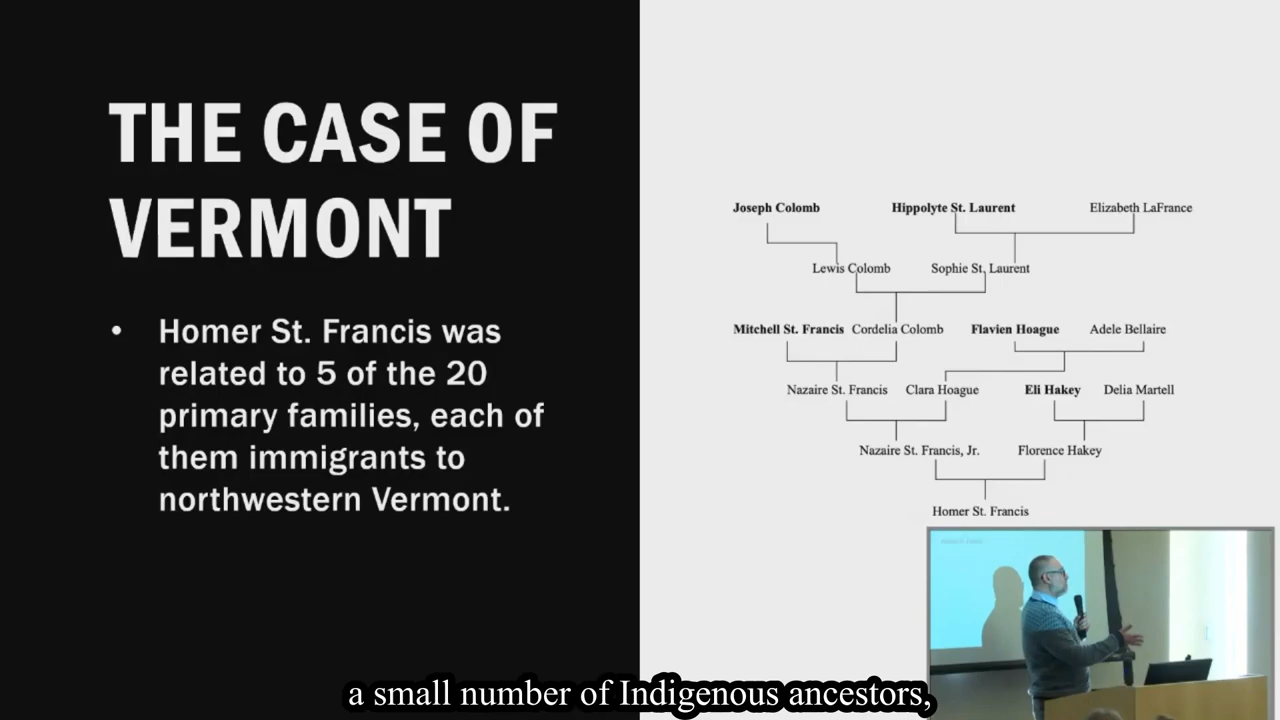 THE CASE OF
VERMONT
• Homer St. Francis was
related to 5 of the 20
primary families, each of
them immigrants to
northwestern Vermont.
Joseph Colomb Hippolyte St. Laurent Elizabeth LaFrance
Lewis Colomb Sophie St. Laurent
Mitchell St. Francis Cordelia Colomb Flavien Hoague Adele Bellaire
Nazaire St. Francis Clara Hoague Eli Hakey Delia Martell
Nazaire St. Francis, Jr. Florence Hakey
Homer St. Francis
a small number of Indigenous ancestors,